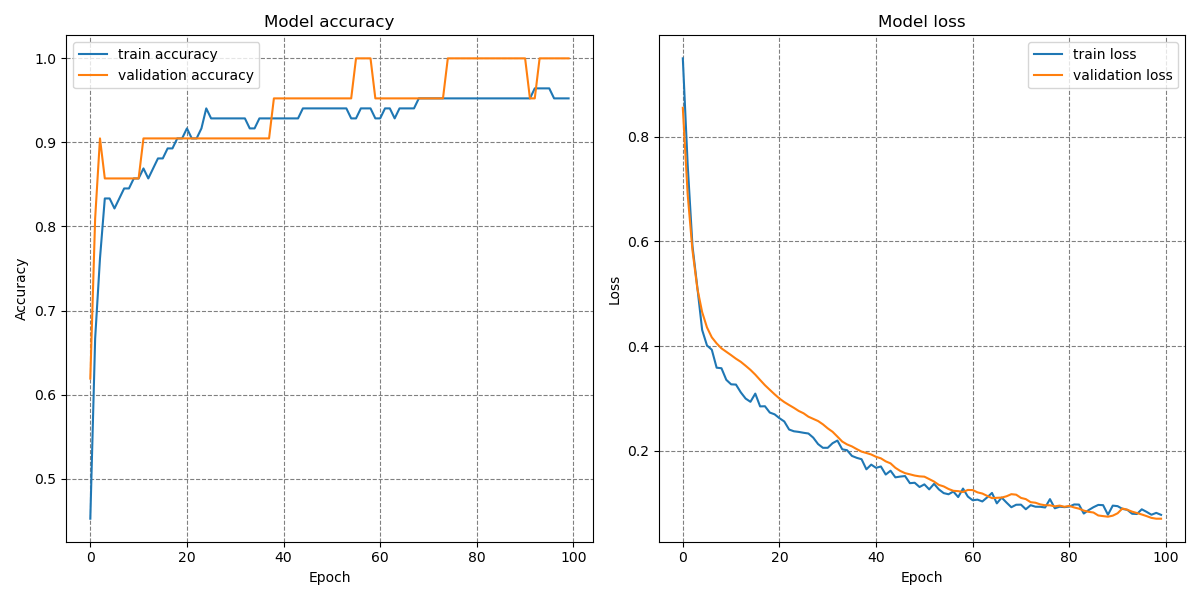 Model accuracy
train accuracy
validation accuracy
Accuracy
1.0
0.9
0.8
0.7
0.6
0.5
0 20 40 60 80 100
Epoch
Model loss
train loss
validation loss
Loss
0.8
0.6
0.4
0.2
0 20 40 60 80 100
Epoch